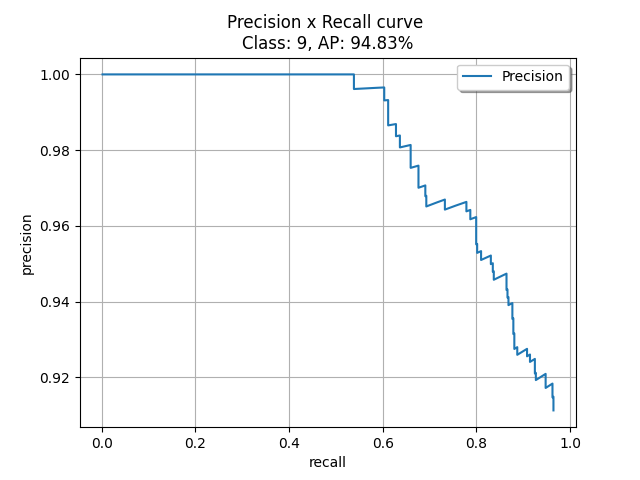 Precision x Recall curve
Class: 9, AP: 94.83%
Precision
precision
1.00
0.98
0.96
0.94
0.92
0.0 0.2 0.4 0.6 0.8 1.0
recall